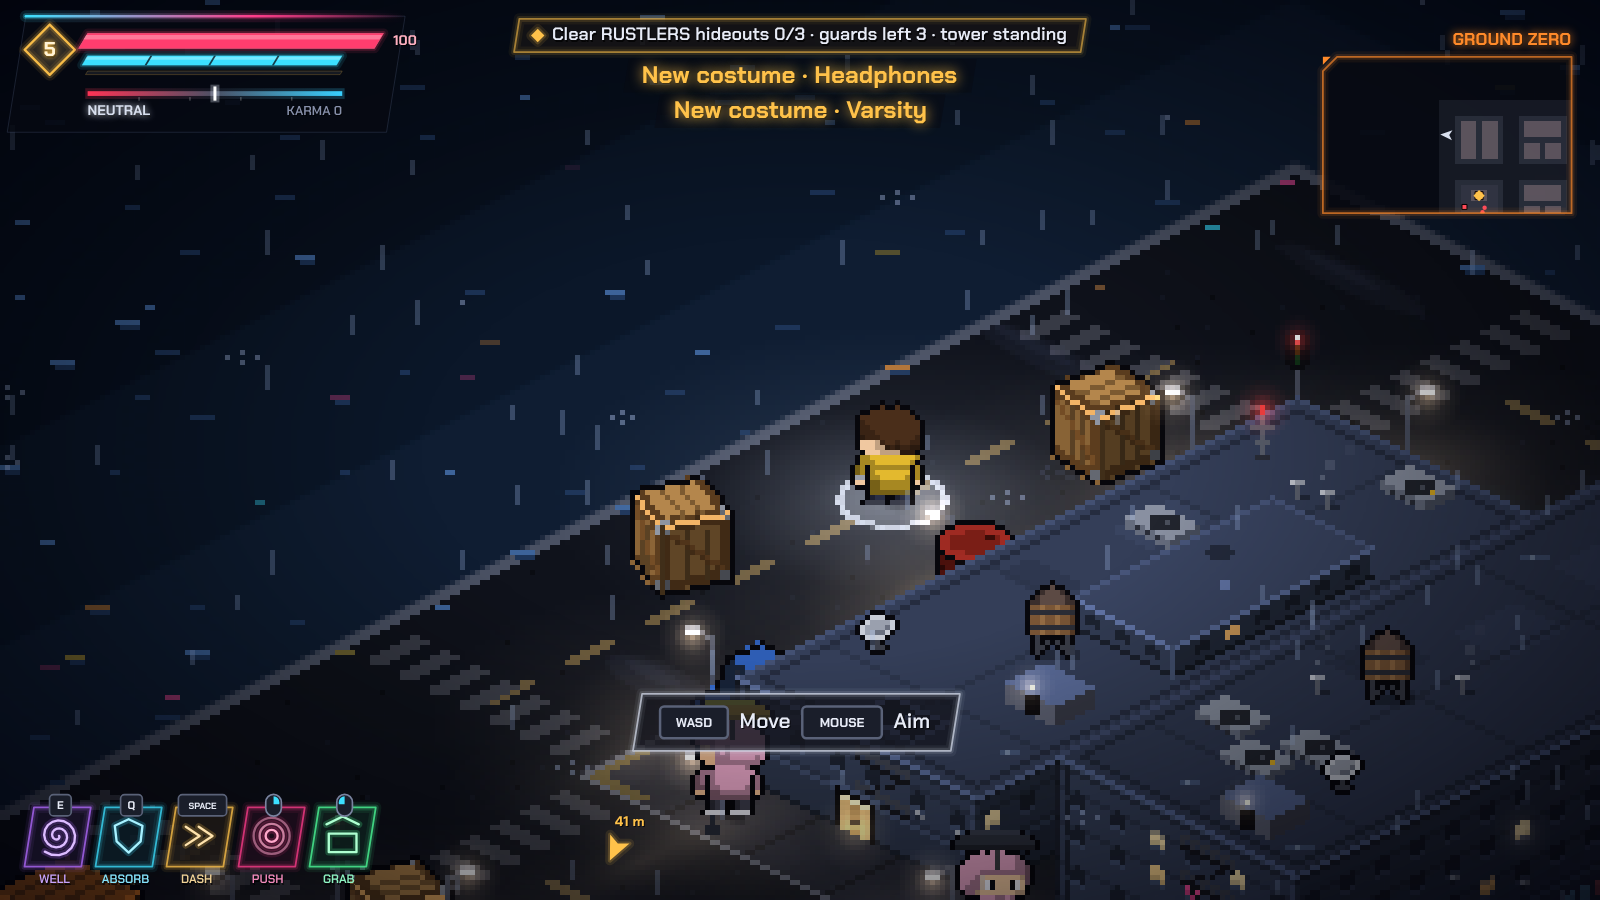 5
100
NEUTRAL
KARMA 0
Clear RUSTLERS hideouts 0/3 · guards left 3 · tower standing
New costume · Headphones
New costume · Varsity
GROUND ZERO
WASD Move MOUSE Aim
41 m
E
Q
SPACE
WELL
ABSORB
DASH
PUSH
GRAB